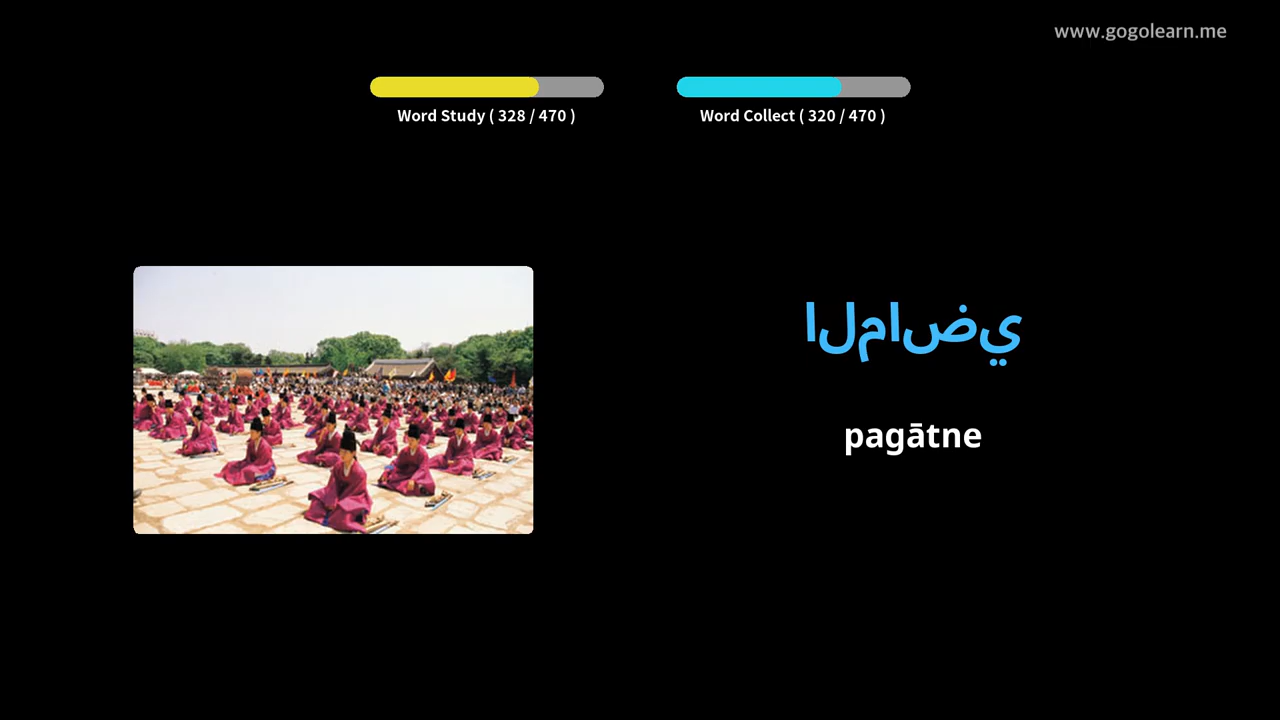 www.gogolearn.me
Word Study ( 328 / 470 )
Word Collect ( 320 / 470 )
الماضي
pagātne